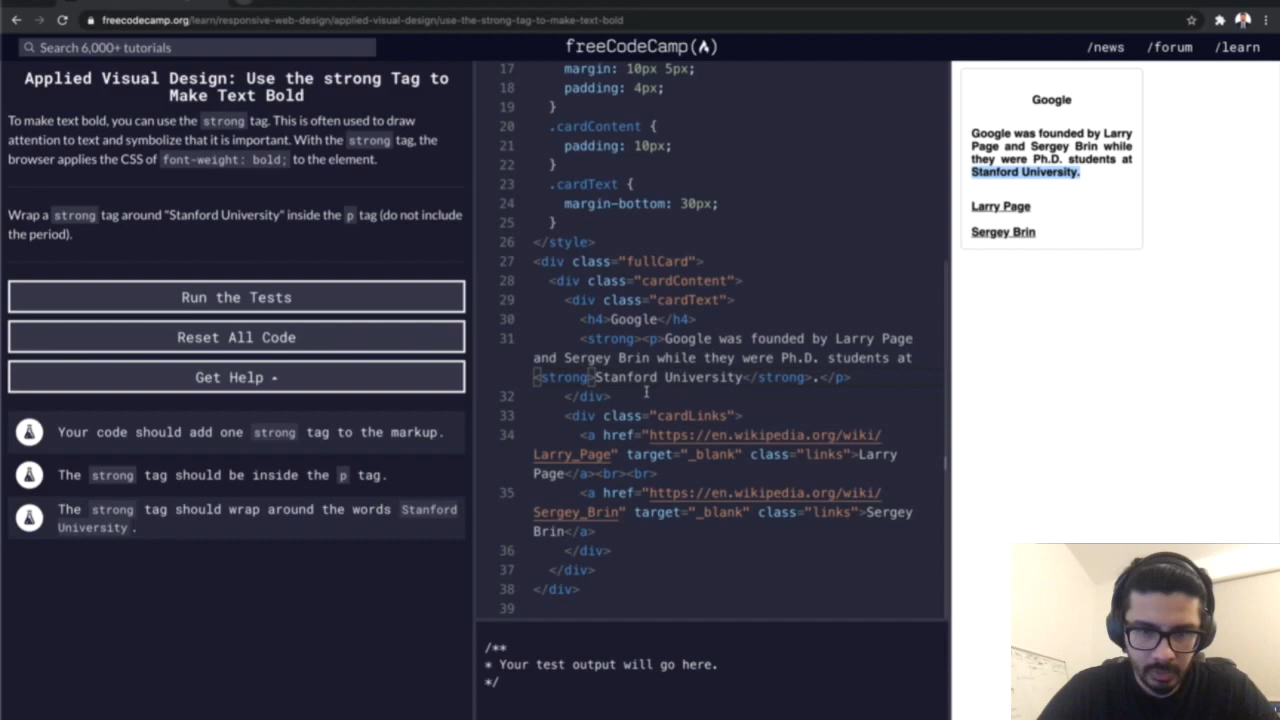 freecodecamp.org/learn/responsive-web-design/applied-visual-design/use-the-strong-tag-to-make-text-bold
Search 6,000+ tutorials
freeCodeCamp
/news
/forum
/learn
Applied Visual Design: Use the strong Tag to
Make Text Bold
To make text bold, you can use the strong tag. This is often used to draw
attention to text and symbolize that it is important. With the strong tag, the
browser applies the CSS of font-weight: bold; to the element.
Wrap a strong tag around "Stanford University" inside the p tag (do not include
the period).
Run the Tests
Reset All Code
Get Help
Your code should add one strong tag to the markup.
The strong tag should be inside the p tag.
The strong tag should wrap around the words Stanford
University.
17 margin: 10px 5px;
18 padding: 4px;
19 }
20 .cardContent {
21 padding: 10px;
22 }
23 .cardText {
24 margin-bottom: 30px;
25 }
26 </style>
27 <div class="fullCard">
28 <div class="cardContent">
29 <div class="cardText">
30 <h4>Google</h4>
31 <strong><p>Google was founded by Larry Page
and Sergey Brin while they were Ph.D. students at
<strong>Stanford University</strong>.</p>
32 </div>
33 <div class="cardLinks">
34 <a href="https://en.wikipedia.org/wiki/
Larry_Page" target="_blank" class="links">Larry
Page</a><br><br>
35 <a href="https://en.wikipedia.org/wiki/
Sergey_Brin" target="_blank" class="links">Sergey
Brin</a>
36 </div>
37 </div>
38 </div>
39
/**
* Your test output will go here.
*/
Google
Google was founded by Larry
Page and Sergey Brin while
they were Ph.D. students at
Stanford University.
Larry Page
Sergey Brin